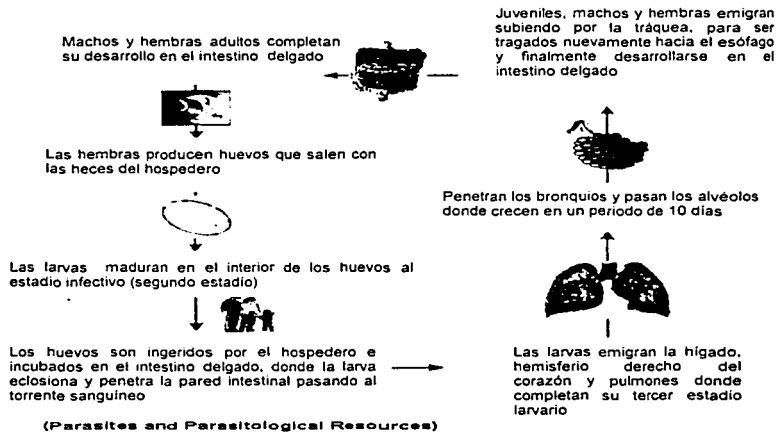 Machos y hembras adultos completan
su desarrollo en el intestino delgado
Las hembras producen huevos que salen con
las heces del hospedero
Las larvas maduran en el interior de los huevos al
estadio infectivo (segundo estadío)
Los huevos son ingeridos por el hospedero e
incubados en el intestino delgado, donde la larva
eclosiona y penetra la pared intestinal pasando al
torrente sanguíneo
Las larvas emigran la hígado,
hemisferio derecho del
corazón y pulmones donde
completan su tercer estadio
larvario
Penetran los bronquios y pasan los alvéolos
donde crecen en un periodo de 10 días
Juveniles, machos y hembras emigran
subiendo por la tráquea, para ser
tragados nuevamente hacia el esófago
y finalmente desarrollarse en el
intestino delgado
(Parasites and Parasitological Resources)